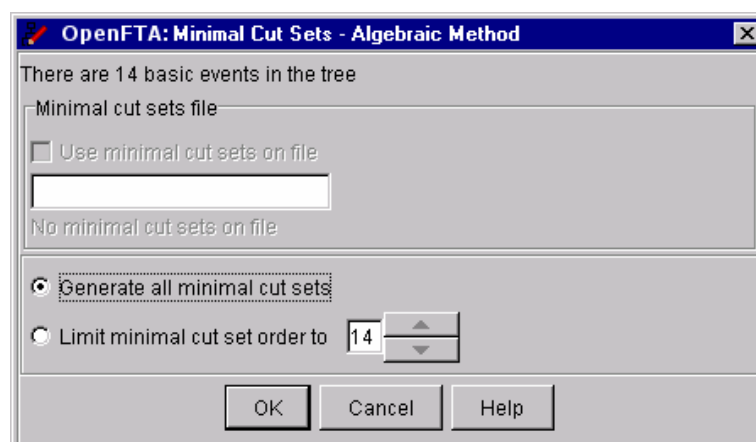 OpenFTA: Minimal Cut Sets - Algebraic Method
There are 14 basic events in the tree
Minimal cut sets file
Use minimal cut sets on file
No minimal cut sets on file
Generate all minimal cut sets
Limit minimal cut set order to 14
OK Cancel Help